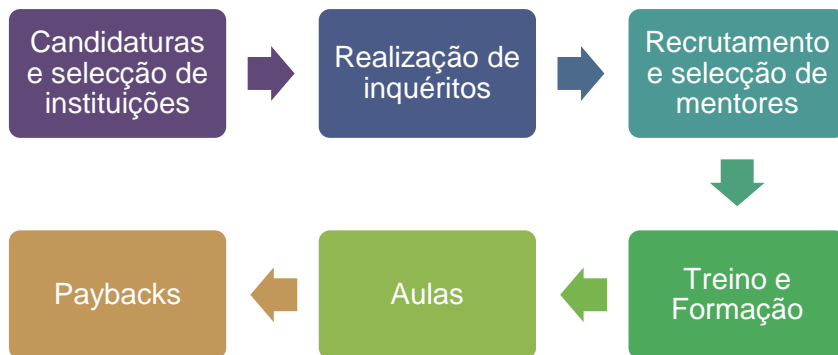 Candidaturas
e selecção de
instituições
Realização de
inquéritos
Recrutamento
e selecção de
mentores
Treino e
Formação
Aulas
Paybacks